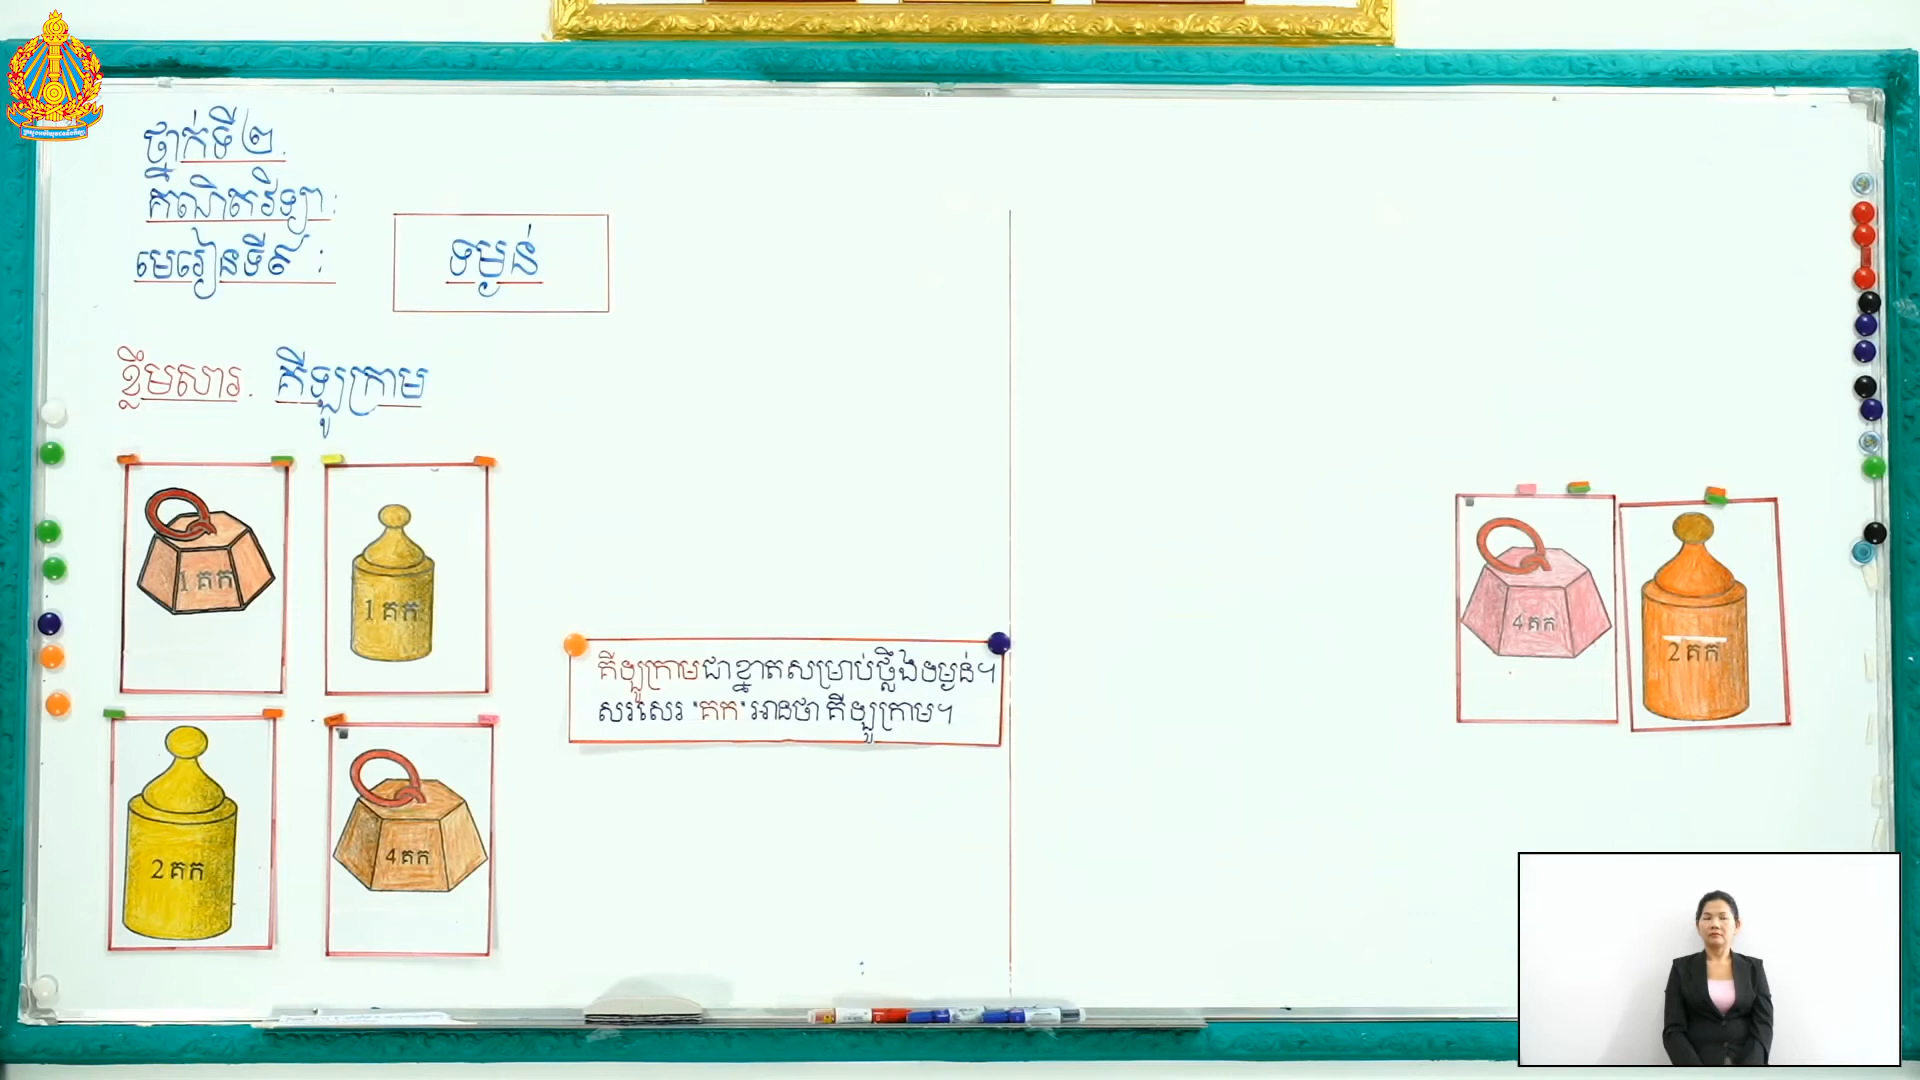 ថ្នាក់ទី២.
គណិតវិទ្យា:
មេរៀនទី៩ :
ទម្ងន់
ខ្លឹមសារ. គីឡូក្រាម
1 គក
1 គក
2 គក
4 គក
គីឡូក្រាមជាខ្នាតសម្រាប់ថ្លឹងទម្ងន់។
សរសេរ "គក" អានថា គីឡូក្រាម។
4 គក
2 គក